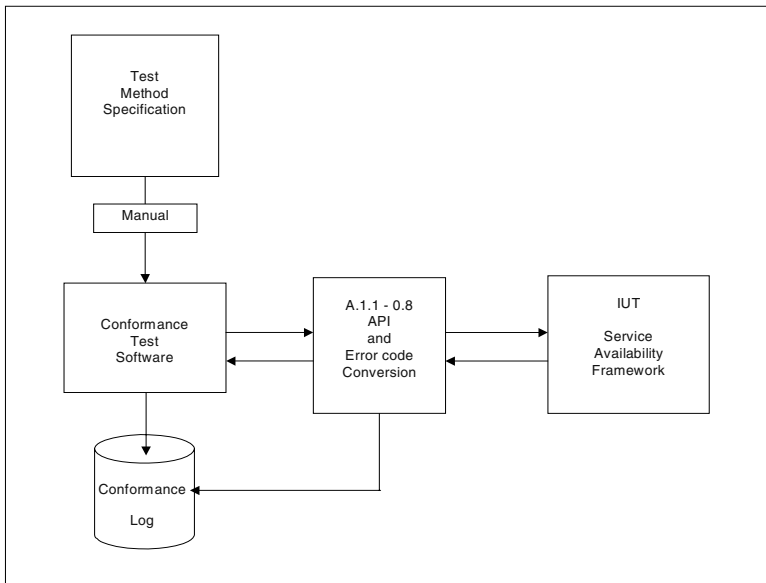 Test
Method
Specification
Manual
Conformance
Test
Software
A.1.1 - 0.8
API
and
Error code
Conversion
IUT
Service
Availability
Framework
Conformance
Log